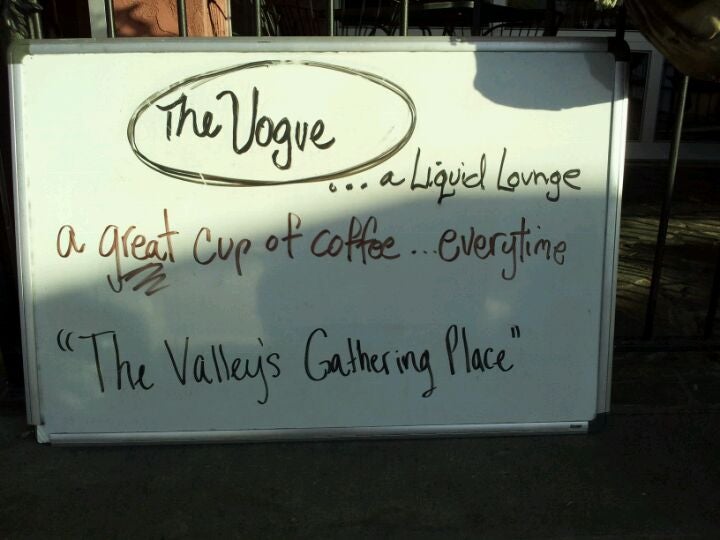 The Vogue
... a Liquid Lounge
a great cup of coffee ... everytime
"The Valley's Gathering Place"